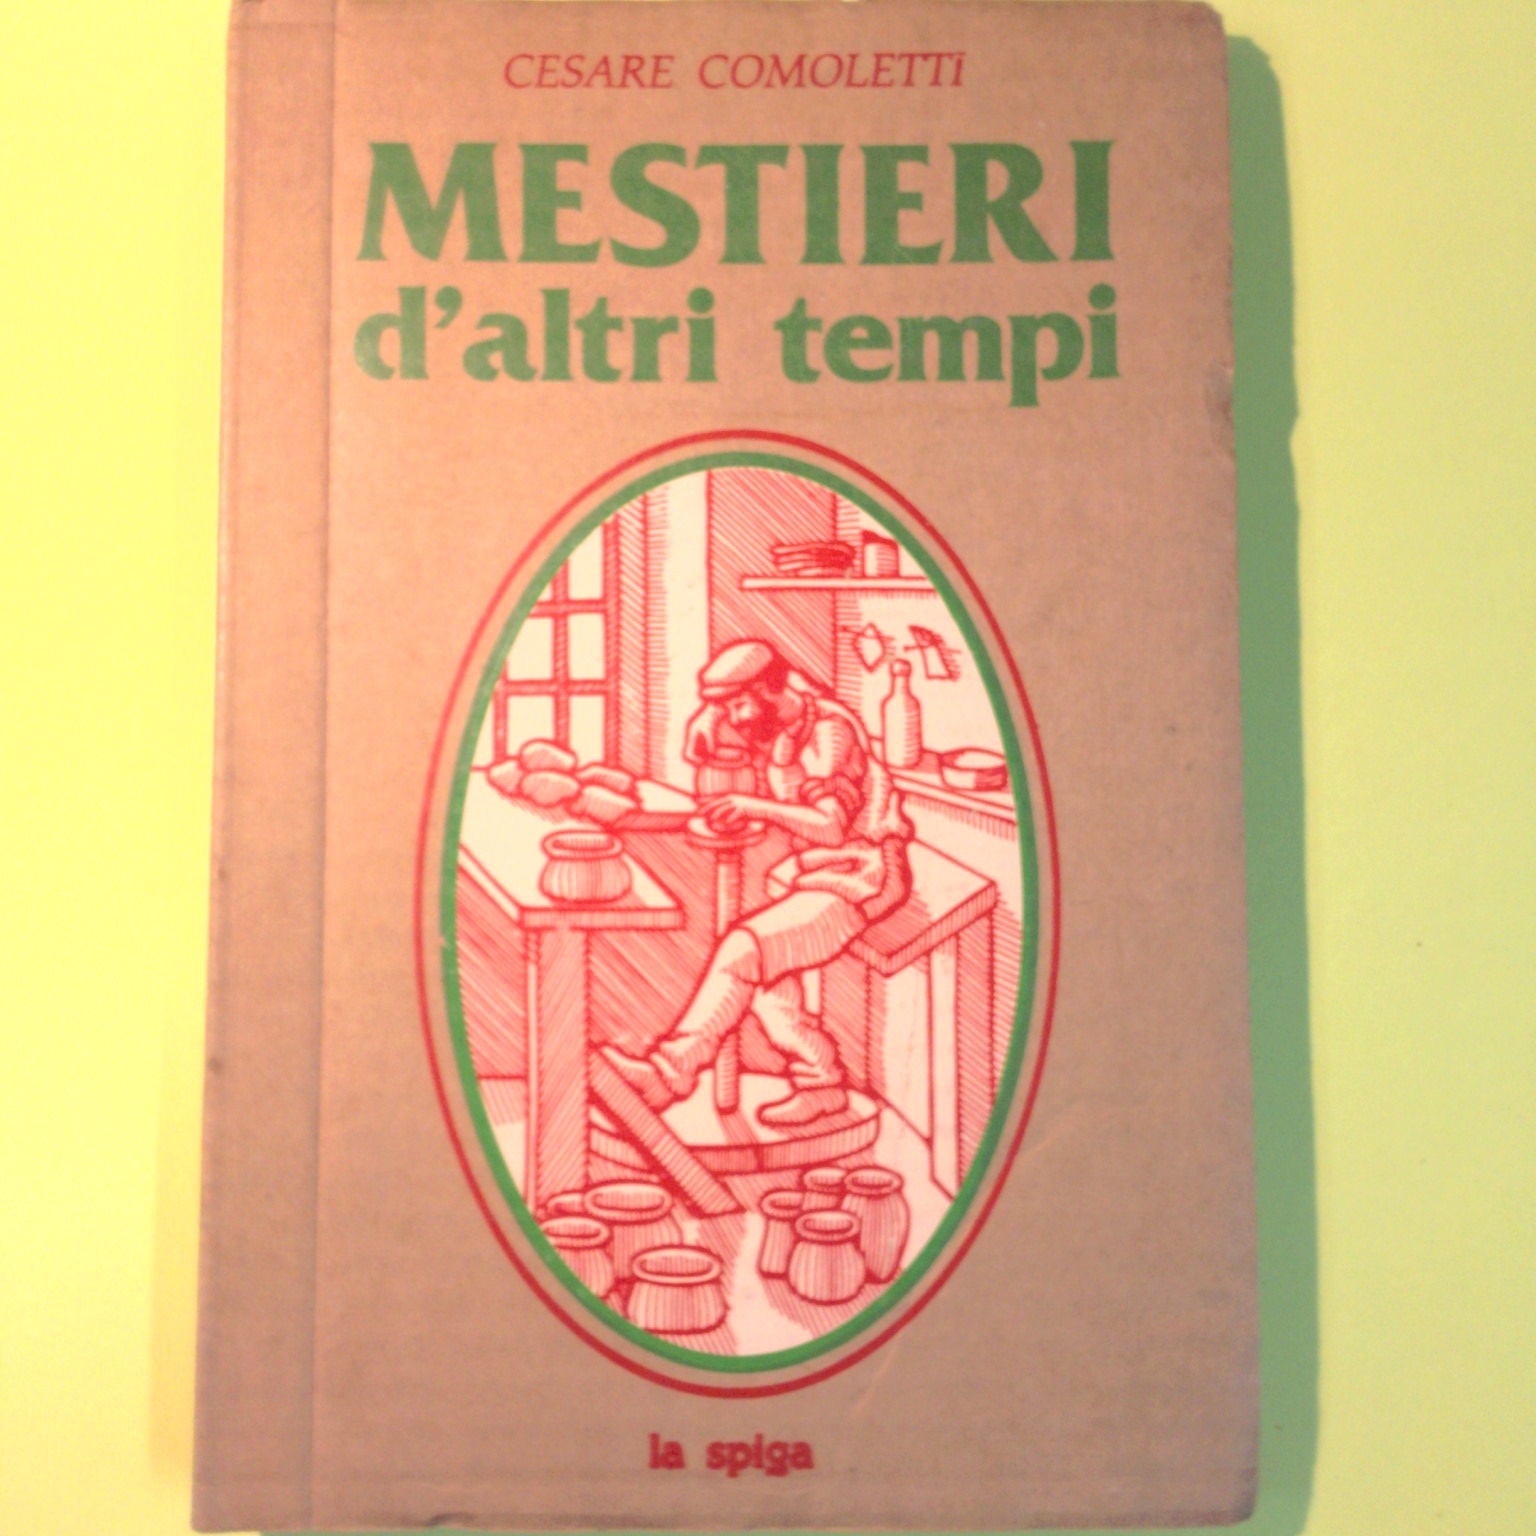 CESARE COMOLETTI
MESTIERI
d'altri tempi
la spiga